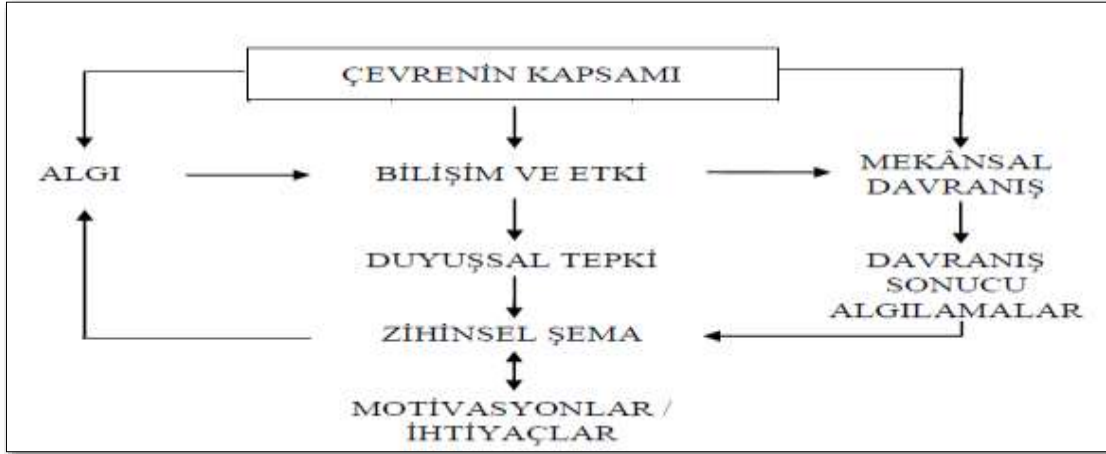 ÇEVRENİN KAPSAMI
ALGI
BİLİŞİM VE ETKİ
MEKÂNSAL
DAVRANIŞ
DUYUŞSAL TEPKİ
DAVRANIŞ
SONUCU
ALGILAMALAR
ZİHİNSEL ŞEMA
MOTİVASYONLAR /
İHTİYAÇLAR